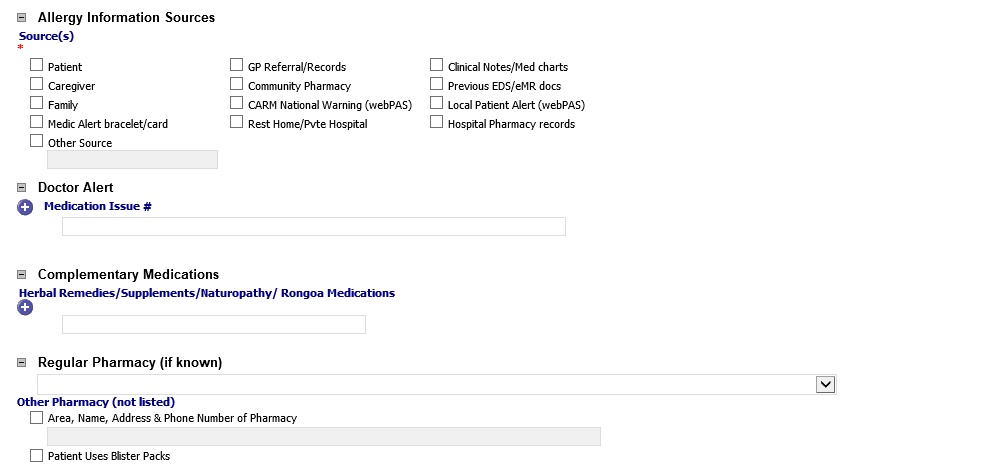 Allergy Information Sources
Source(s)
*
Patient GP Referral/Records Clinical Notes/Med charts
Caregiver Community Pharmacy Previous EDS/eMR docs
Family CARM National Warning (webPAS) Local Patient Alert (webPAS)
Medic Alert bracelet/card Rest Home/Pvte Hospital Hospital Pharmacy records
Other Source
Doctor Alert
Medication Issue #
Complementary Medications
Herbal Remedies/Supplements/Naturopathy/ Rongoa Medications
Regular Pharmacy (if known)
Other Pharmacy (not listed)
Area, Name, Address & Phone Number of Pharmacy
Patient Uses Blister Packs